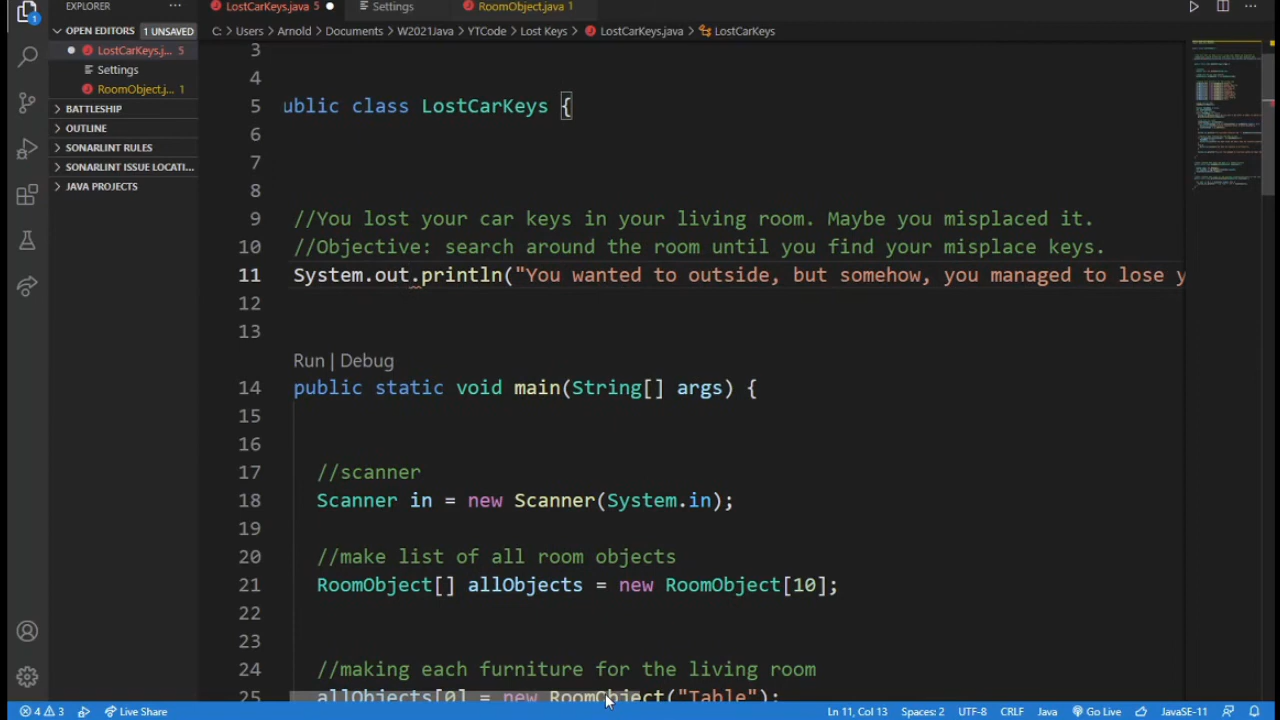 EXPLORER
LostCarKeys.java 5
Settings
RoomObject.java 1
OPEN EDITORS 1 UNSAVED
C: > Users > Arnold > Documents > W2021Java > YTCode > Lost Keys > LostCarKeys.java > LostCarKeys
LostCarKeys.j... 5
Settings
RoomObject.j... 1
BATTLESHIP
OUTLINE
SONARLINT RULES
SONARLINT ISSUE LOCATI...
JAVA PROJECTS
3
4
5 ublic class LostCarKeys {
6
7
8
9 //You lost your car keys in your living room. Maybe you misplaced it.
10 //Objective: search around the room until you find your misplace keys.
11 System.out.println("You wanted to outside, but somehow, you managed to lose y
12
13
Run | Debug
14 public static void main(String[] args) {
15
16
17 //scanner
18 Scanner in = new Scanner(System.in);
19
20 //make list of all room objects
21 RoomObject[] allObjects = new RoomObject[10];
22
23
24 //making each furniture for the living room
25 allObjects[0] = new RoomObject("Table");
1
4 3 Live Share Ln 11, Col 13 Spaces: 2 UTF-8 CRLF Java Go Live JavaSE-11